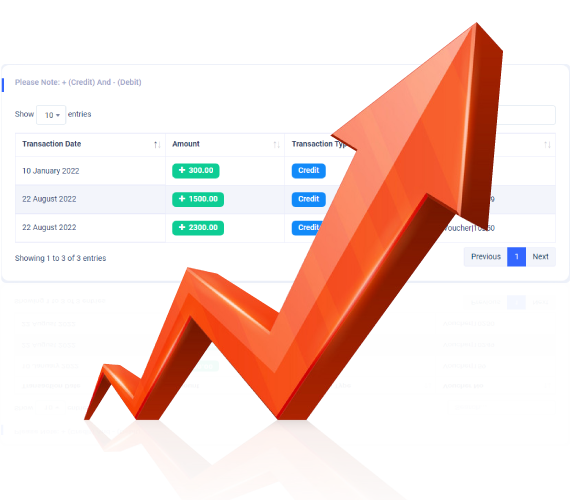 Please Note: + (Credit) And - (Debit)
Show 10 entries
Transaction Date Amount Transaction
10 January 2022 + 300.00 Credit
22 August 2022 + 1500.00 Credit
22 August 2022 + 2300.00 Credit
Showing 1 to 3 of 3 entries Previous 1 Next